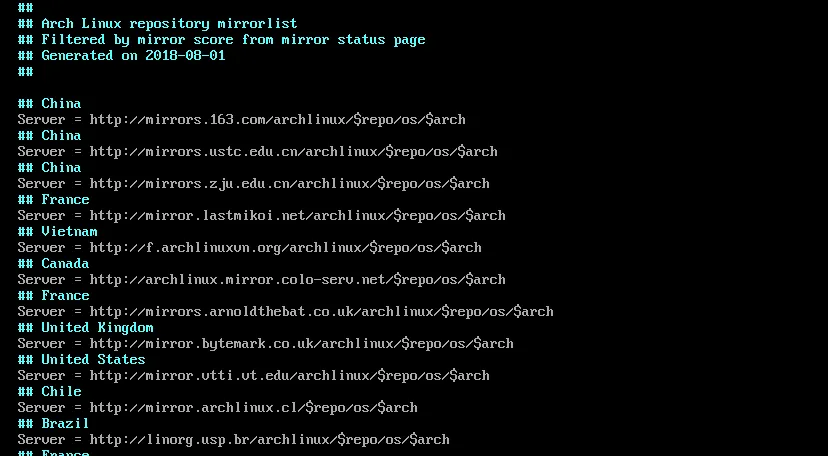 ##
## Arch Linux repository mirrorlist
## Filtered by mirror score from mirror status page
## Generated on 2018-08-01
##
## China
Server = http://mirrors.163.com/archlinux/$repo/os/$arch
## China
Server = http://mirrors.ustc.edu.cn/archlinux/$repo/os/$arch
## China
Server = http://mirrors.zju.edu.cn/archlinux/$repo/os/$arch
## France
Server = http://mirror.lastmikoi.net/archlinux/$repo/os/$arch
## Vietnam
Server = http://f.archlinuxvn.org/archlinux/$repo/os/$arch
## Canada
Server = http://archlinux.mirror.colo-serv.net/$repo/os/$arch
## France
Server = http://mirrors.arnoldthebat.co.uk/archlinux/$repo/os/$arch
## United Kingdom
Server = http://mirror.bytemark.co.uk/archlinux/$repo/os/$arch
## United States
Server = http://mirror.vtti.vt.edu/archlinux/$repo/os/$arch
## Chile
Server = http://mirror.archlinux.cl/$repo/os/$arch
## Brazil
Server = http://linorg.usp.br/archlinux/$repo/os/$arch
## France